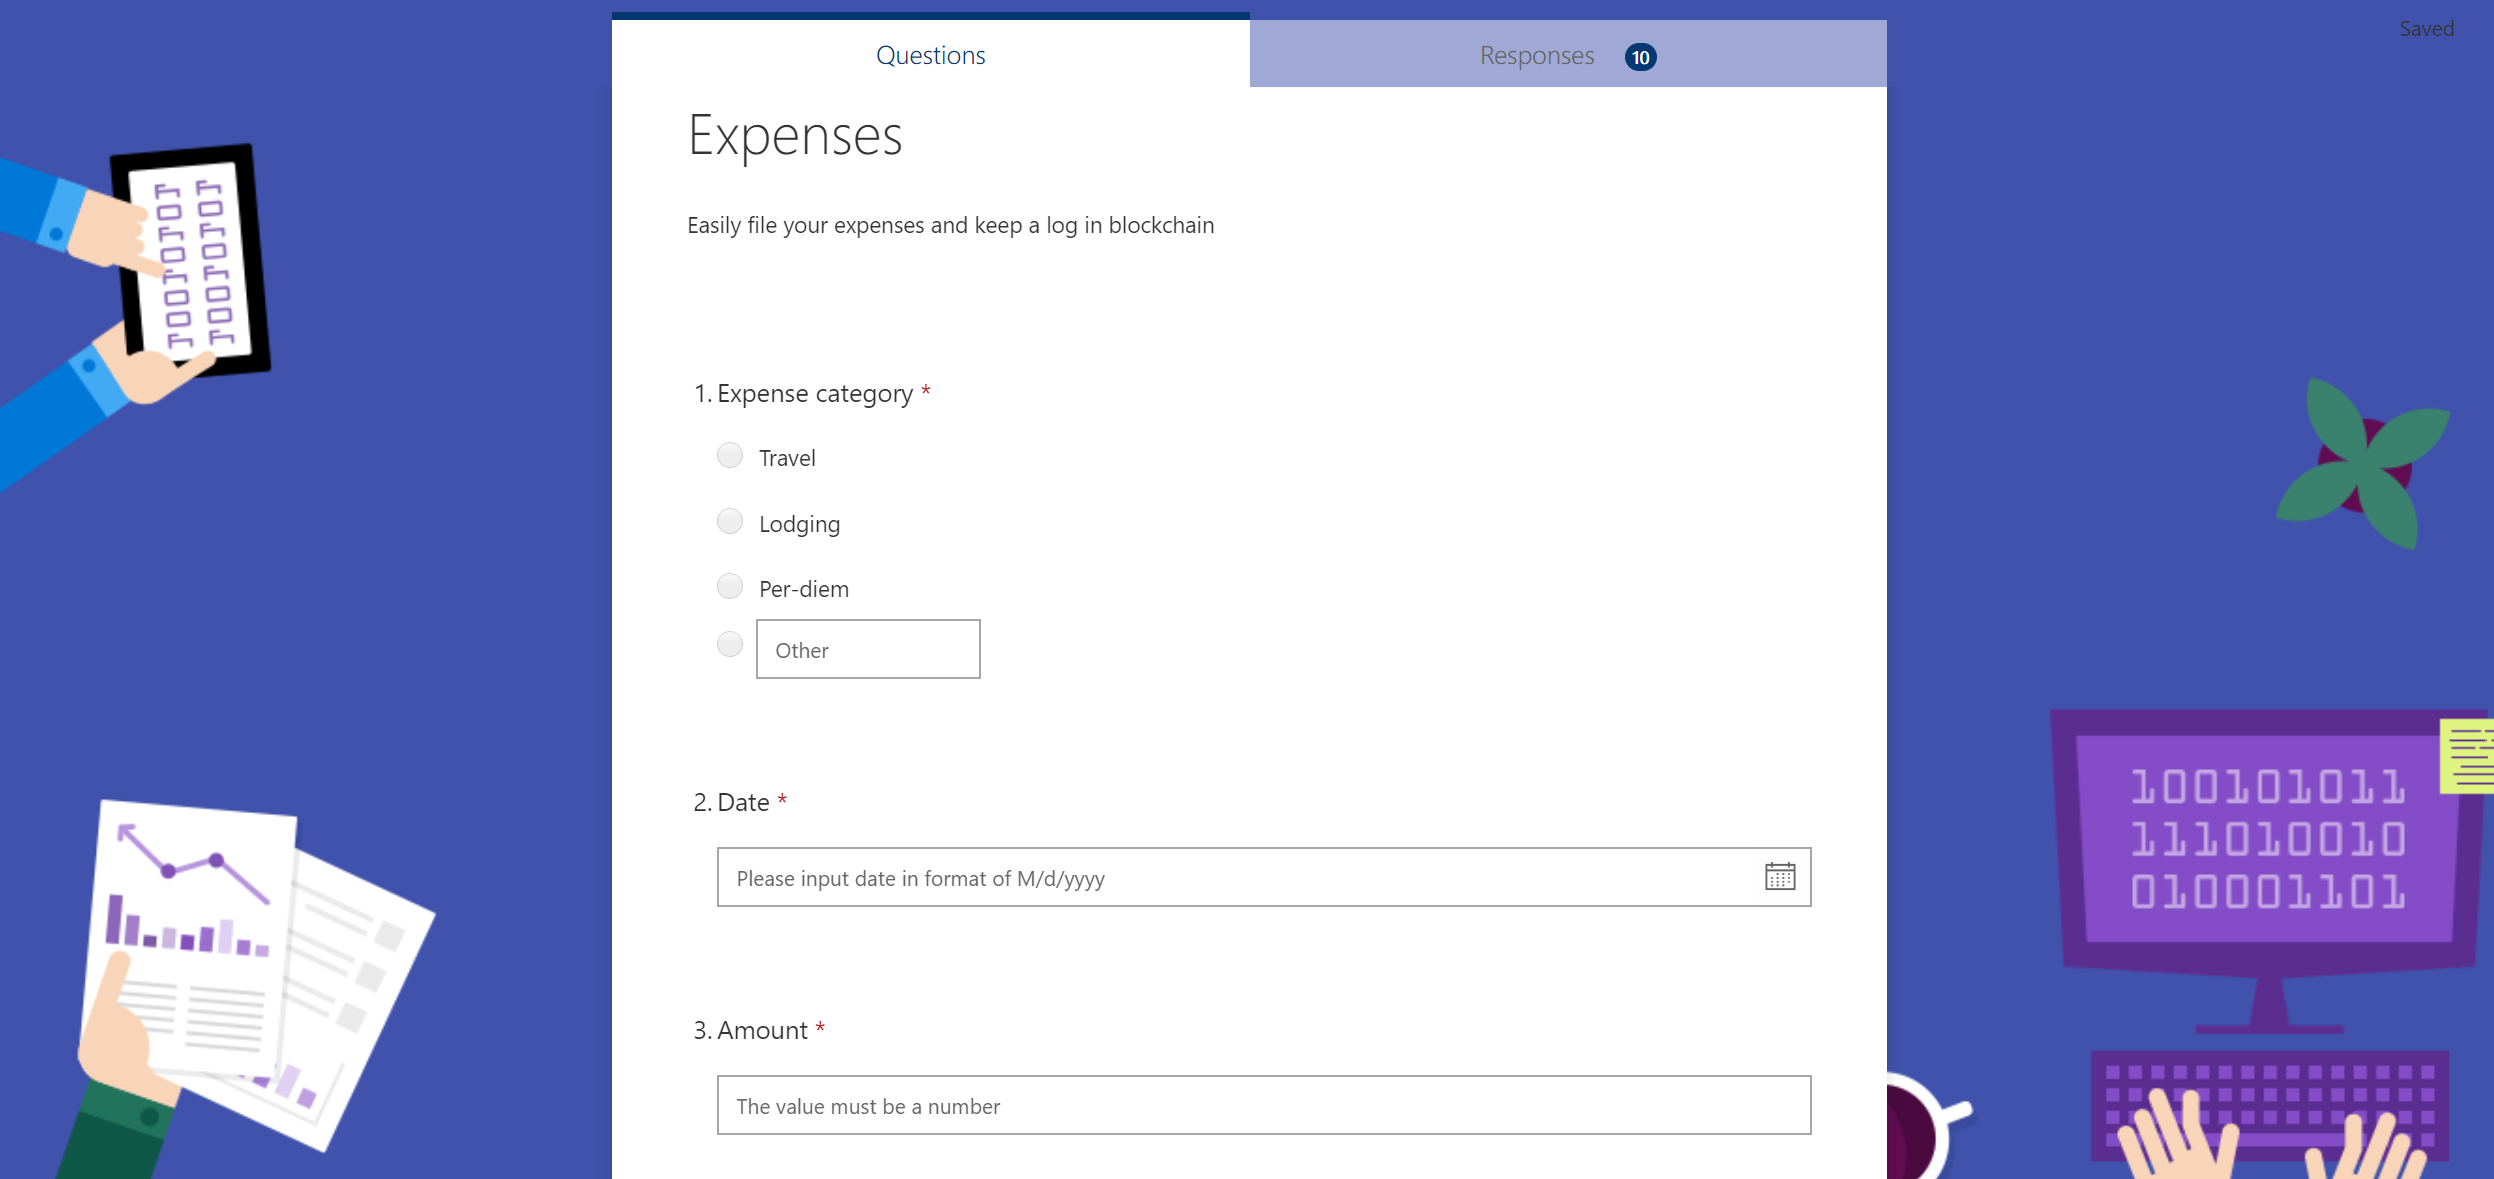 Saved
Questions
Responses 10
Expenses
Easily file your expenses and keep a log in blockchain
1. Expense category *
Travel
Lodging
Per-diem
Other
2. Date *
Please input date in format of M/d/yyyy
3. Amount *
The value must be a number
100101011
111010010
010001101